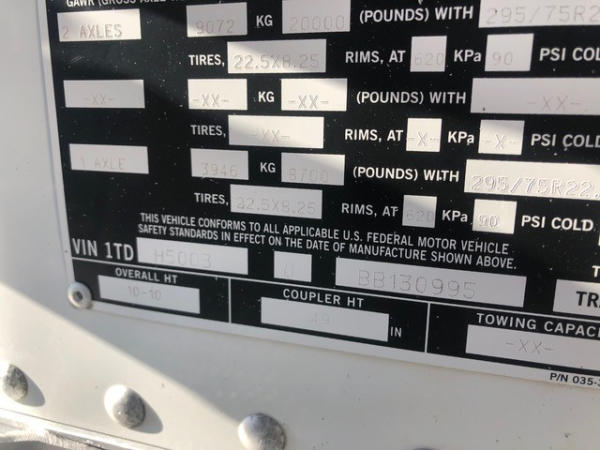 GAWR (GROSS AXLE
2 AXLES 9072 KG 20000 (POUNDS) WITH 295/75R22
TIRES, 22.5X8.25 RIMS, AT 620 KPa 90 PSI COL
-XX- -XX- KG -XX- (POUNDS) WITH -XX-
TIRES, -XX- RIMS, AT -X- KPa -X- PSI COLD
1 AXLE 3946 KG 8700 (POUNDS) WITH 295/75R22.
TIRES, 22.5X8.25 RIMS, AT 620 KPa 90 PSI COLD
THIS VEHICLE CONFORMS TO ALL APPLICABLE U.S. FEDERAL MOTOR VEHICLE
SAFETY STANDARDS IN EFFECT ON THE DATE OF MANUFACTURE SHOWN ABOVE.
VIN 1TD H5003 BB130995
OVERALL HT COUPLER HT TR
10-10 49 IN TOWING CAPAC
-XX-
P/N 035-